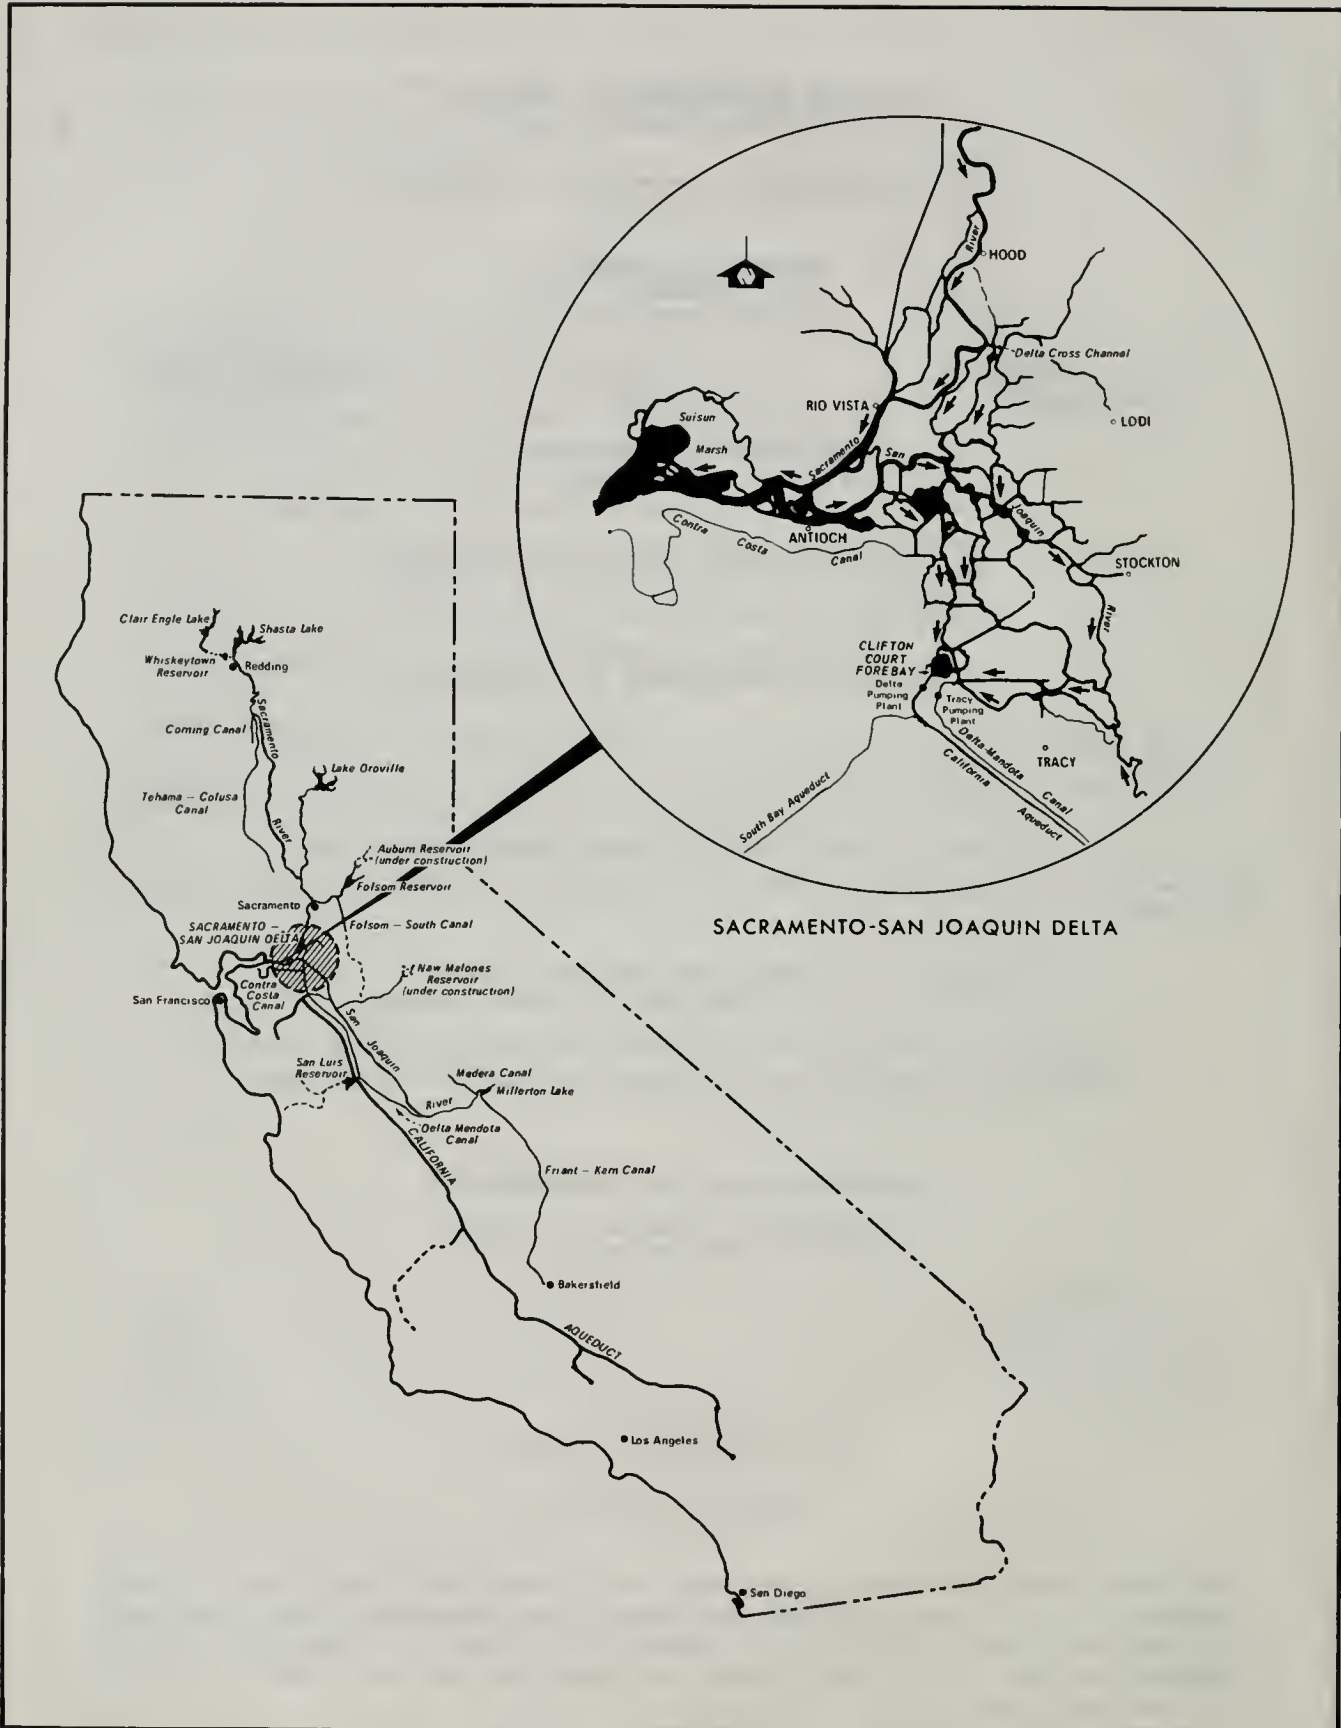 River
HOOD
Delta Cross Channel
RIO VISTA
LODI
Suisun
Marsh
Sacramento
San
Joaquin
River
Contra
Costa
Canal
ANTIOCH
STOCKTON
CLIFTON
COURT
FOREBAY
Delta
Pumping
Plant
Tracy
Pumping
Plant
TRACY
Delta-Mandota
Canal
California
Aqueduct
South Bay Aqueduct
SACRAMENTO-SAN JOAQUIN DELTA
Clair Engle Lake
Shasta Lake
Whiskeytown
Reservoir
Redding
Sacramento
River
Corning Canal
Tehama - Colusa
Canal
Lake Oroville
Auburn Reservoir
(under construction)
Folsom Reservoir
Sacramento
SACRAMENTO -
SAN JOAQUIN DELTA
Folsom - South Canal
New Malones
Reservoir
(under construction)
Contra
Costa
Canal
San Francisco
San
Joaquin
River
San Luis
Reservoir
Madera Canal
Millerton Lake
Delta Mendota
Canal
CALIFORNIA
Friant - Kern Canal
Bakersfield
AQUEDUCT
Los Angeles
San Diego